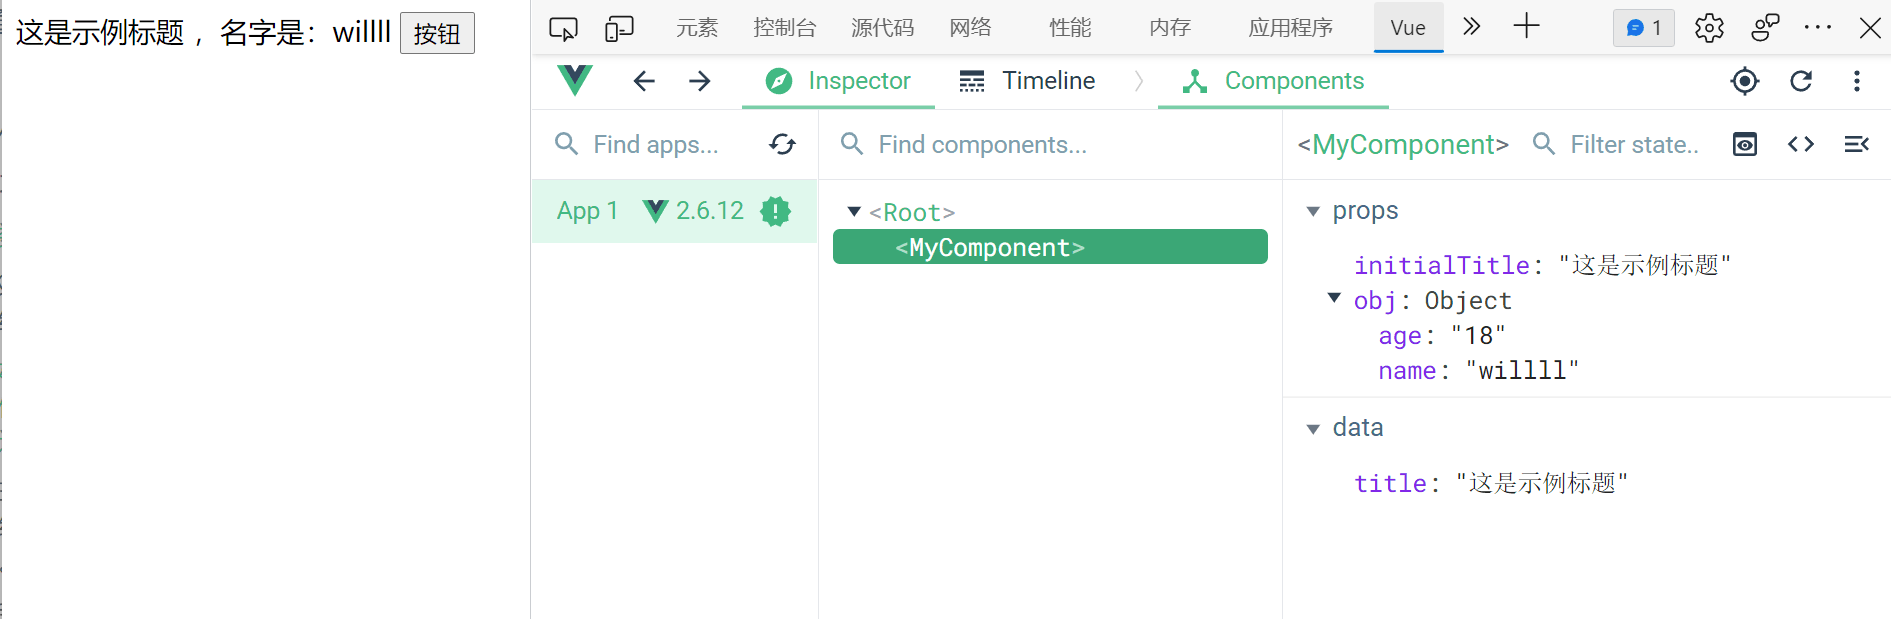 这是示例标题 ，名字是：willll 按钮
元素 控制台 源代码 网络 性能 内存 应用程序 Vue 1
Inspector Timeline Components
Find apps... Find components... <MyComponent> Filter state..
App 1 2.6.12
<Root>
<MyComponent>
props
initialTitle: "这是示例标题"
obj: Object
age: "18"
name: "willll"
data
title: "这是示例标题"